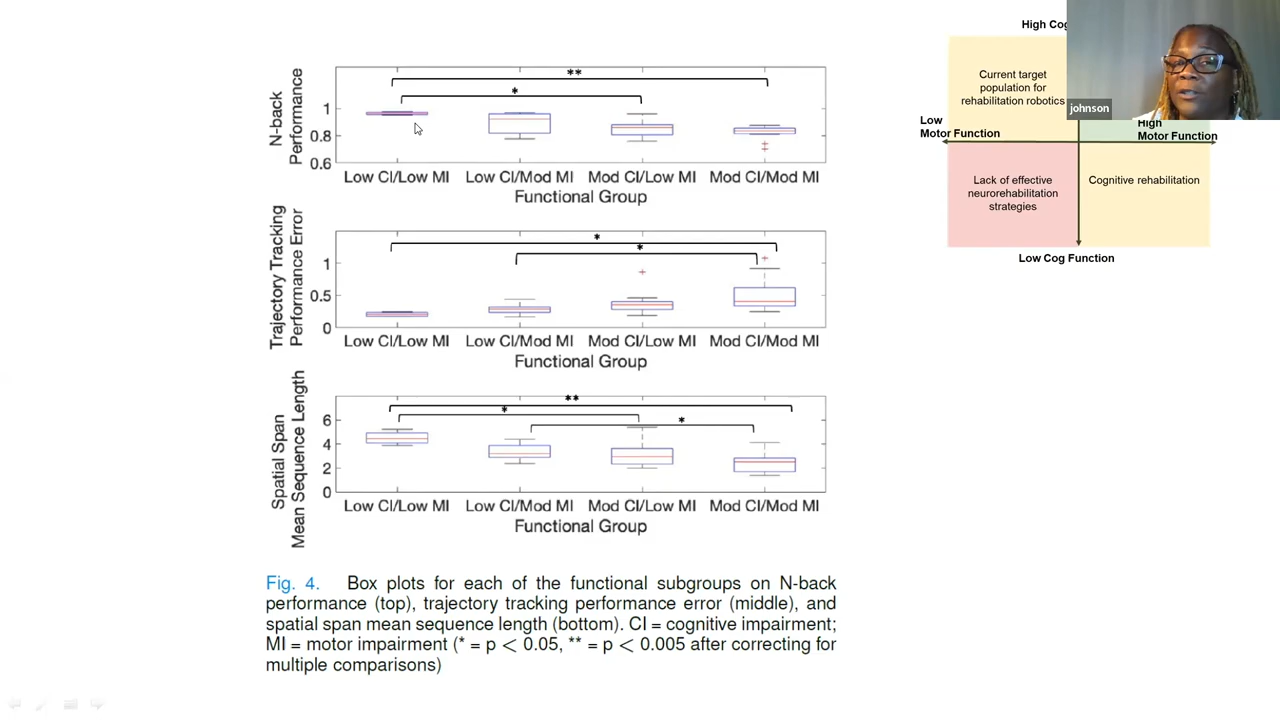 High Cog
Current target
population for
rehabilitation robotics
johnson
Low
Motor Function
High
Motor Function
Lack of effective
neurorehabilitation
strategies
Cognitive rehabilitation
Low Cog Function
N-back
Performance
1
0.8
0.6
**
*
Low CI/Low MI Low CI/Mod MI Mod CI/Low MI Mod CI/Mod MI
Functional Group
Trajectory Tracking
Performance Error
1
0.5
0
*
*
Low CI/Low MI Low CI/Mod MI Mod CI/Low MI Mod CI/Mod MI
Functional Group
Spatial Span
Mean Sequence Length
6
4
2
0
**
*
*
Low CI/Low MI Low CI/Mod MI Mod CI/Low MI Mod CI/Mod MI
Functional Group
Fig. 4. Box plots for each of the functional subgroups on N-back
performance (top), trajectory tracking performance error (middle), and
spatial span mean sequence length (bottom). CI = cognitive impairment;
MI = motor impairment (* = p < 0.05, ** = p < 0.005 after correcting for
multiple comparisons)